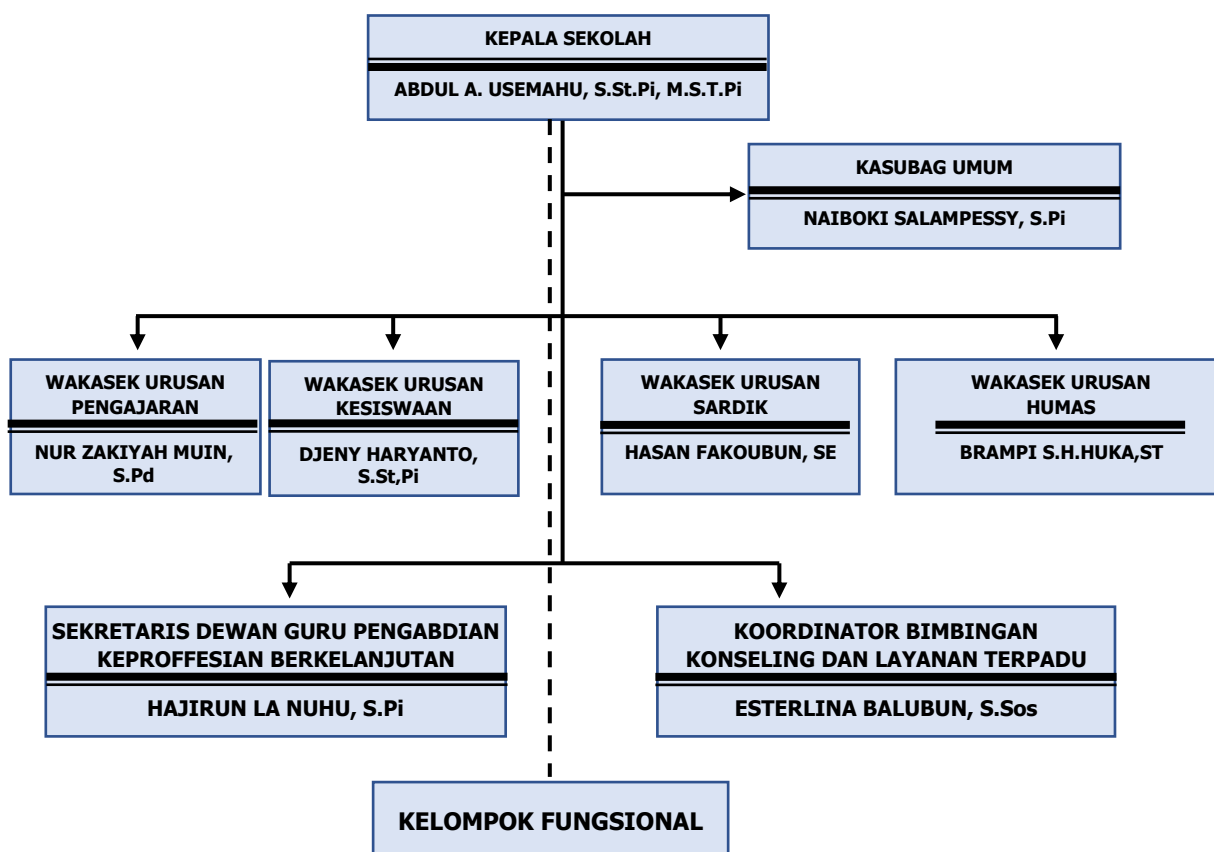 KEPALA SEKOLAH
ABDUL A. USEMAHU, S.St.Pi, M.S.T.Pi
KASUBAG UMUM
NAIBOKI SALAMPESSY, S.Pi
WAKASEK URUSAN
PENGAJARAN
NUR ZAKIYAH MUIN,
S.Pd
WAKASEK URUSAN
KESISWAAN
DJENY HARYANTO,
S.St,Pi
WAKASEK URUSAN
SARDIK
HASAN FAKOUBUN, SE
WAKASEK URUSAN
HUMAS
BRAMPI S.H.HUKA,ST
SEKRETARIS DEWAN GURU PENGABDIAN
KEPROFFESIAN BERKELANJUTAN
HAJIRUN LA NUHU, S.Pi
KOORDINATOR BIMBINGAN
KONSELING DAN LAYANAN TERPADU
ESTERLINA BALUBUN, S.Sos
KELOMPOK FUNGSIONAL